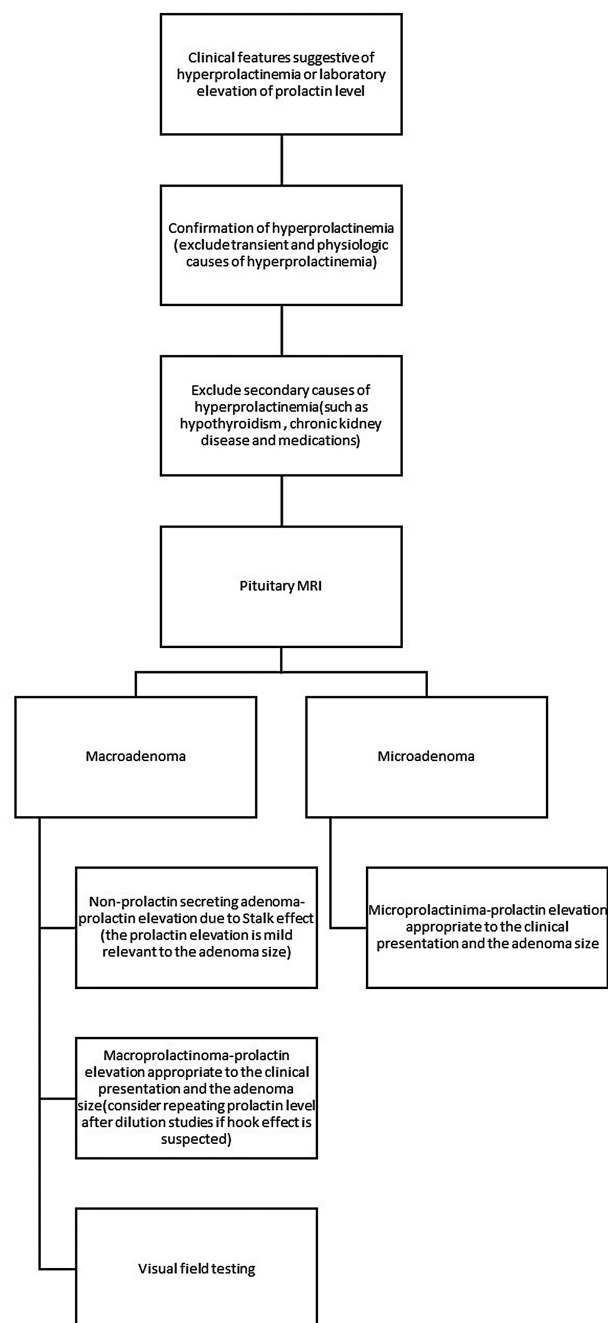 Clinical features suggestive of
hyperprolactinemia or laboratory
elevation of prolactin level
Confirmation of hyperprolactinemia
(exclude transient and physiologic
causes of hyperprolactinemia)
Exclude secondary causes of
hyperprolactinemia(such as
hypothyroidism , chronic kidney
disease and medications)
Pituitary MRI
Macroadenoma
Microadenoma
Non-prolactin secreting adenoma-
prolactin elevation due to Stalk effect
(the prolactin elevation is mild
relevant to the adenoma size)
Microprolactinima-prolactin elevation
appropriate to the clinical
presentation and the adenoma size
Macroprolactinoma-prolactin
elevation appropriate to the clinical
presentation and the adenoma
size(consider repeating prolactin level
after dilution studies if hook effect is
suspected)
Visual field testing